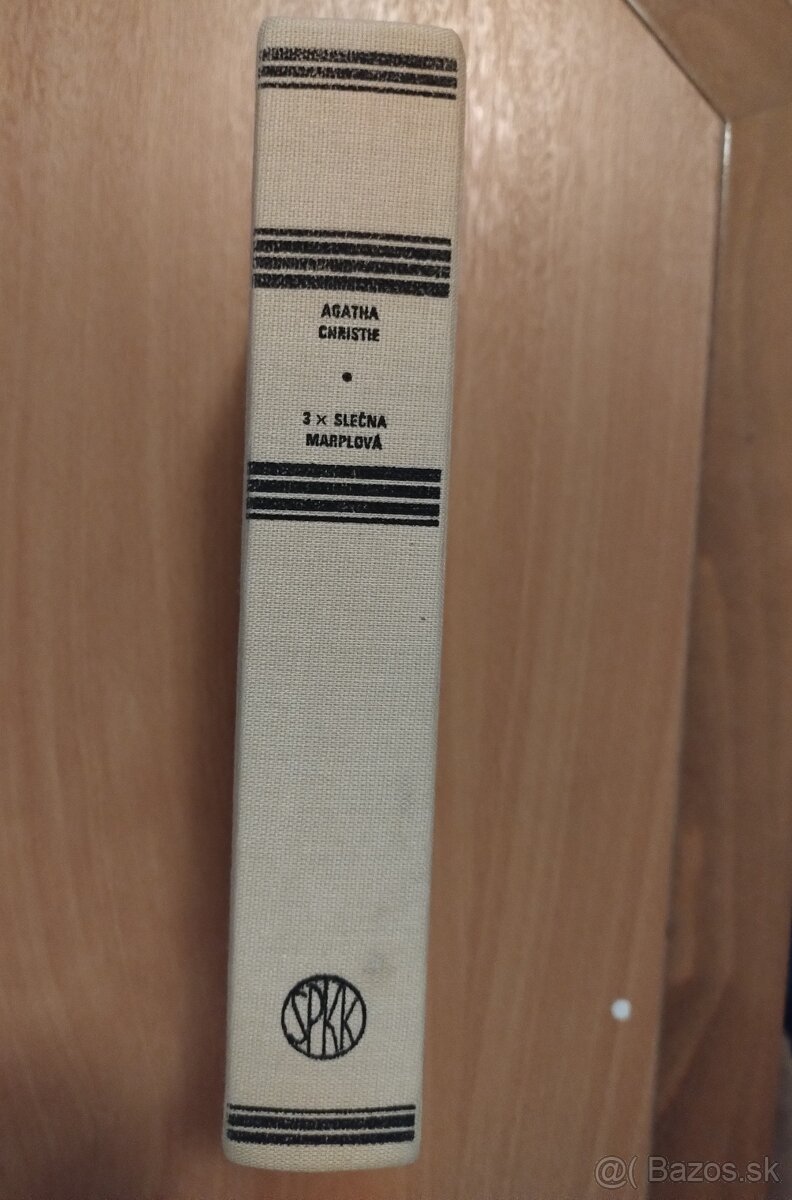 AGATHA
CHRISTIE
•
3 × SLEČNA
MARPLOVÁ
SPKK
@( Bazos.sk